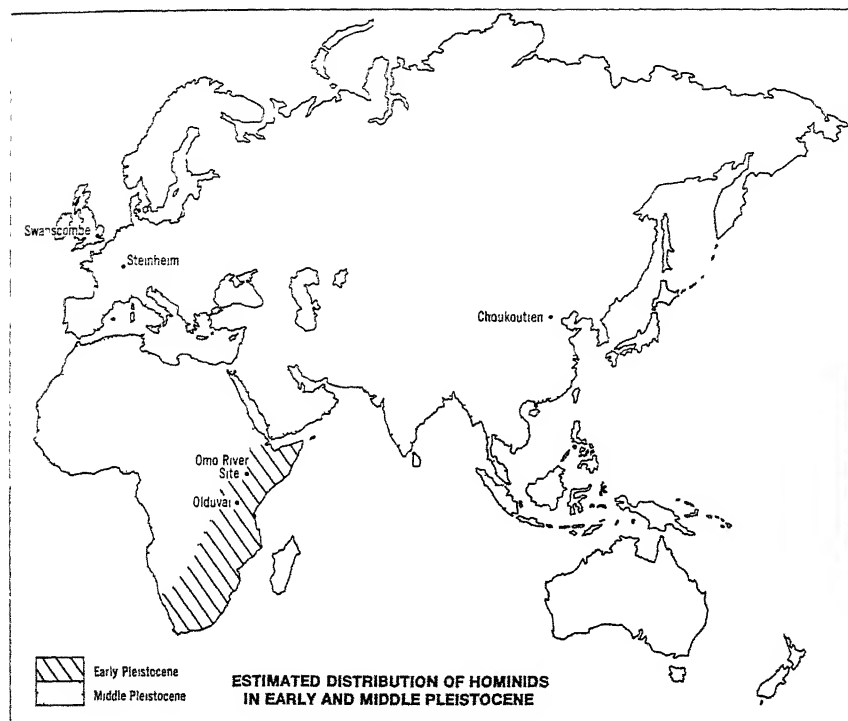 Swanscombe
Steinheim
Choukoutien
Omo River
Site
Olduvai
Early Pleistocene
Middle Pleistocene
ESTIMATED DISTRIBUTION OF HOMINIDS
IN EARLY AND MIDDLE PLEISTOCENE